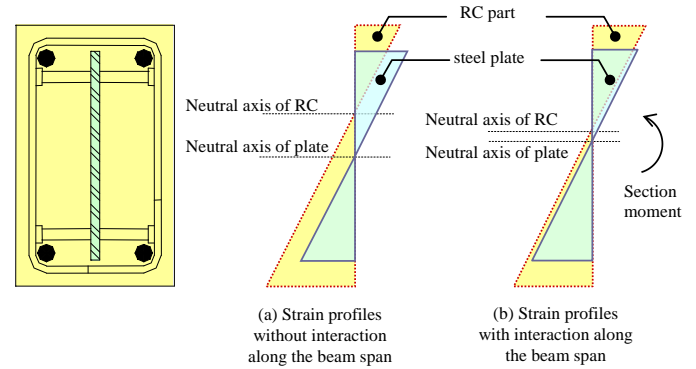 RC part
steel plate
Neutral axis of RC
Neutral axis of plate
Neutral axis of RC
Neutral axis of plate
Section
moment
(a) Strain profiles
without interaction
along the beam span
(b) Strain profiles
with interaction along
the beam span